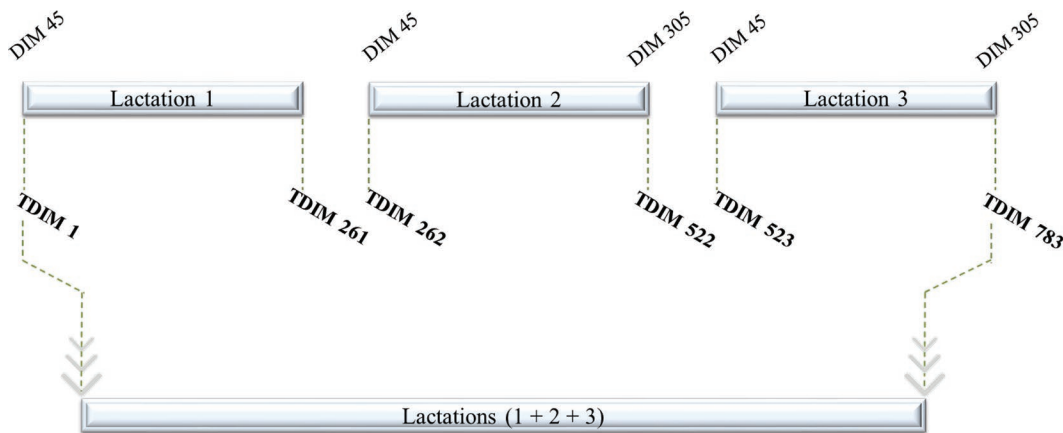 DIM 45
DIM 45
DIM 305
DIM 45
DIM 305
Lactation 1
Lactation 2
Lactation 3
TDIM 1
TDIM 261
TDIM 262
TDIM 522
TDIM 523
TDIM 783
Lactations (1 + 2 + 3)